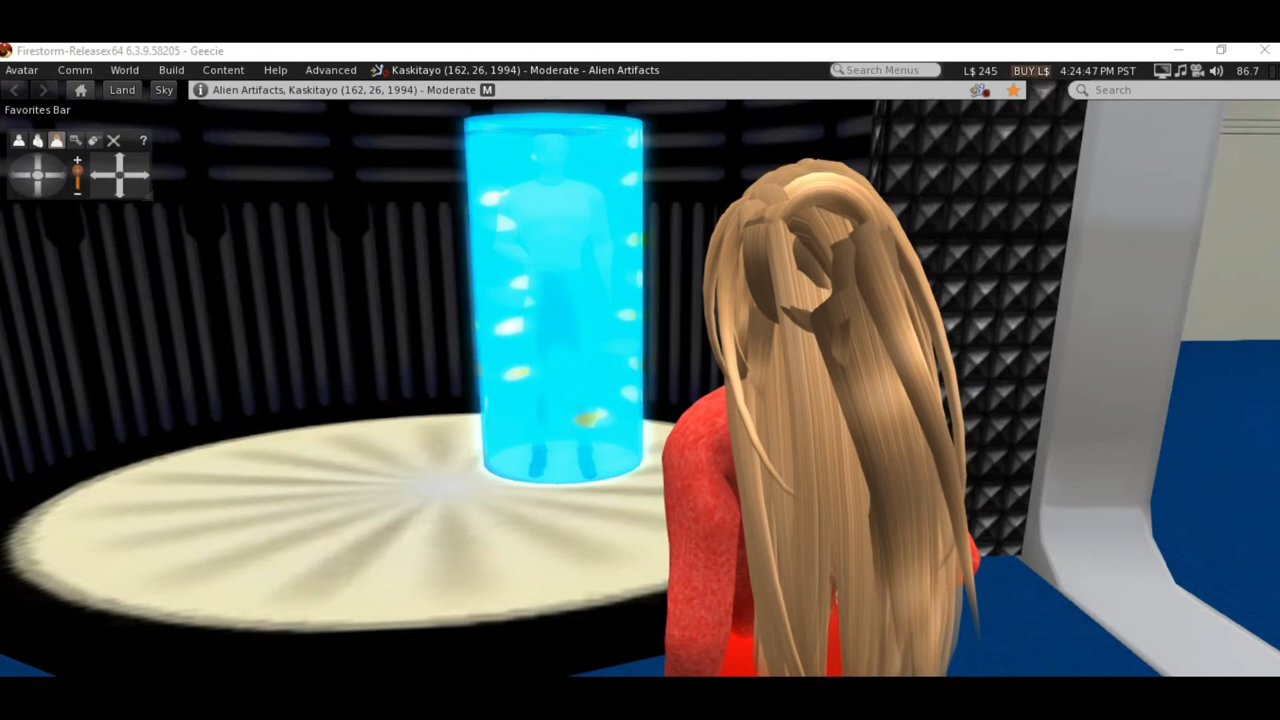 Firestorm-Releasex64 6.3.9.58205 - Geecie
Avatar Comm World Build Content Help Advanced Kaskitayo (162, 26, 1994) - Moderate - Alien Artifacts Search Menus L$ 245 BUY L$ 4:24:47 PM PST 86.7
Land Sky Alien Artifacts, Kaskitayo (162, 26, 1994) - Moderate M Search
Favorites Bar
?